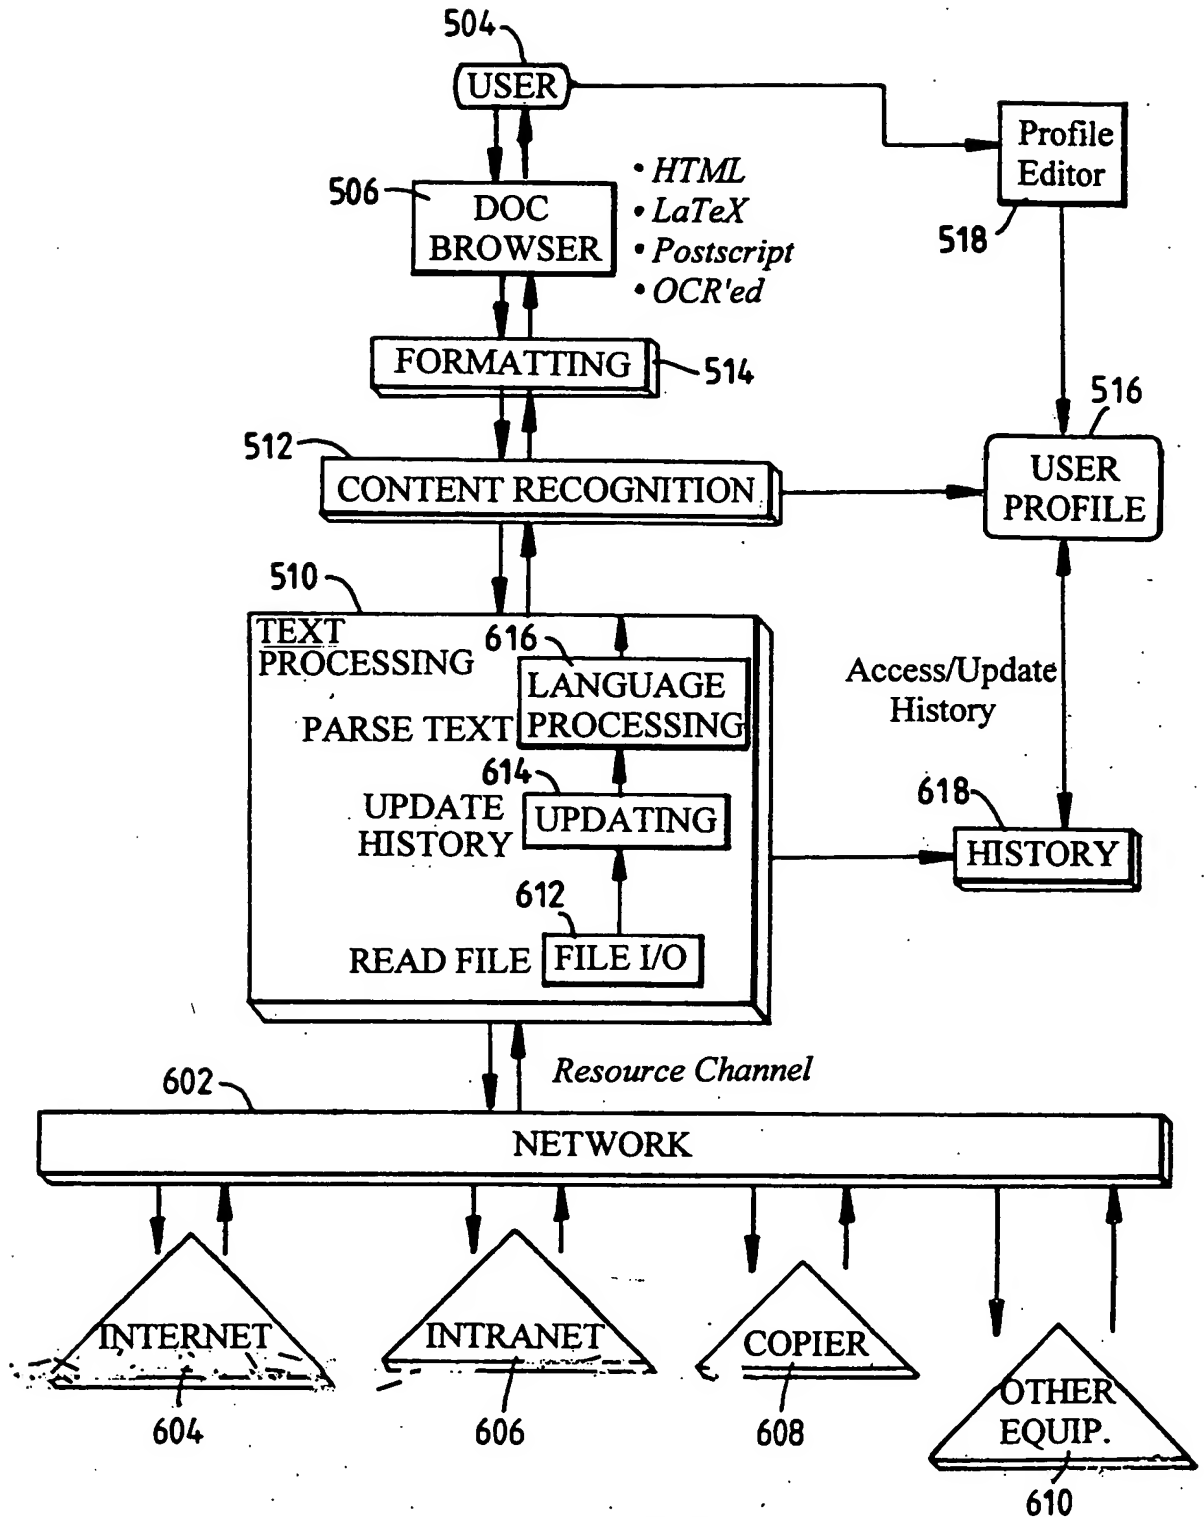 504
USER
Profile
Editor
518
506
DOC
BROWSER
• HTML
• LaTeX
• Postscript
• OCR'ed
FORMATTING
514
516
512
CONTENT RECOGNITION
USER
PROFILE
510
TEXT
PROCESSING
616
LANGUAGE
PROCESSING
PARSE TEXT
Access/Update
History
614
UPDATE
HISTORY
UPDATING
618
HISTORY
612
READ FILE
FILE I/O
Resource Channel
602
NETWORK
INTERNET
INTRANET
COPIER
OTHER
EQUIP.
604
606
608
610